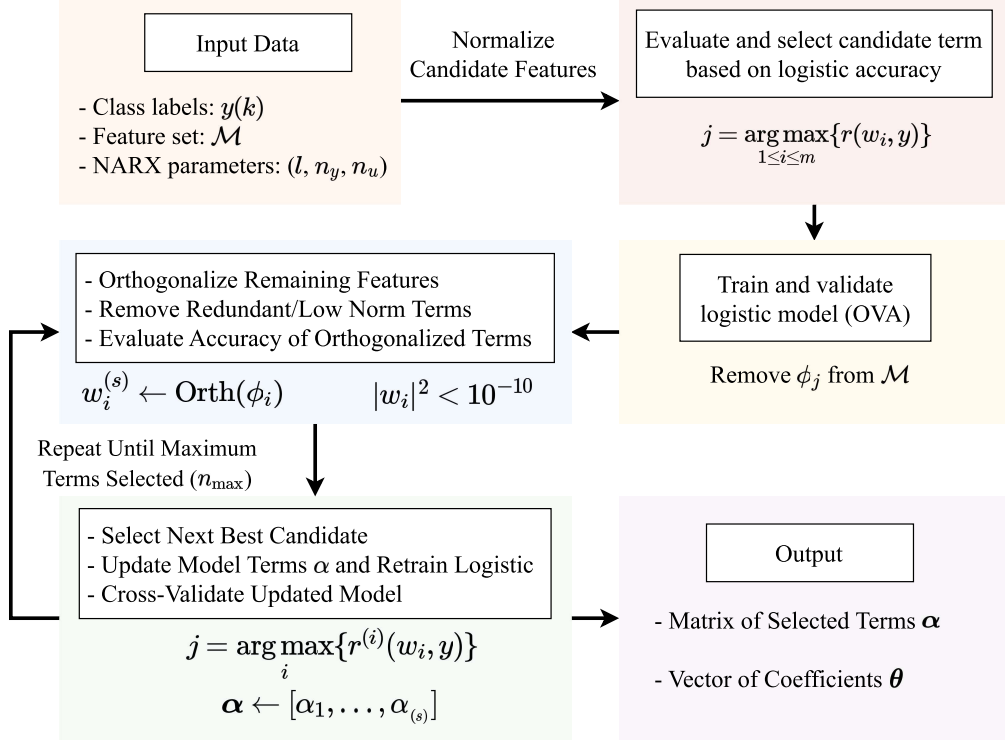 Input Data
- Class labels: y(k)
- Feature set: ℳ
- NARX parameters: (l, n_y, n_u)
Normalize
Candidate Features
Evaluate and select candidate term
based on logistic accuracy
j = arg max{r(w_i, y)}
1≤i≤m
Train and validate
logistic model (OVA)
Remove ϕ_j from ℳ
- Orthogonalize Remaining Features
- Remove Redundant/Low Norm Terms
- Evaluate Accuracy of Orthogonalized Terms
w_i^(s) ← Orth(ϕ_i)  |w_i|^2 < 10^−10
Repeat Until Maximum
Terms Selected (n_max)
- Select Next Best Candidate
- Update Model Terms α and Retrain Logistic
- Cross-Validate Updated Model
j = arg max{r^(i)(w_i, y)}
i
α ← [α_1, . . . , α_(s)]
Output
- Matrix of Selected Terms α
- Vector of Coefficients θ